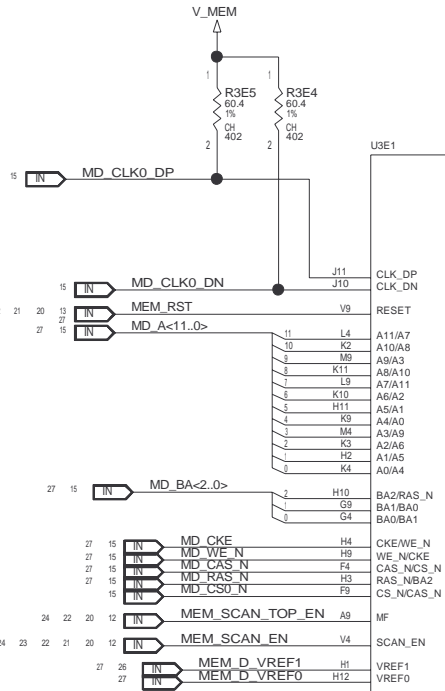 V_MEM
1 1
R3E5 R3E4
60.4 60.4
1% 1%
CH CH
2 402 2 402
U3E1
15 IN MD_CLK0_DP
J11 CLK_DP
15 IN MD_CLK0_DN J10 CLK_DN
21 20 13 IN MEM_RST V9 RESET
27
27 15 IN MD_A<11..0>
11 L4 A11/A7
10 K2 A10/A8
9 M9 A9/A3
8 K11 A8/A10
7 L9 A7/A11
6 K10 A6/A2
5 H11 A5/A1
4 K9 A4/A0
3 M4 A3/A9
2 K3 A2/A6
1 H2 A1/A5
0 K4 A0/A4
27 15 IN MD_BA<2..0>
2 H10 BA2/RAS_N
1 G9 BA1/BA0
0 G4 BA0/BA1
27 15 IN MD_CKE H4 CKE/WE_N
27 15 IN MD_WE_N H9 WE_N/CKE
27 15 IN MD_CAS_N F4 CAS_N/CS_N
27 15 IN MD_RAS_N H3 RAS_N/BA2
15 IN MD_CS0_N F9 CS_N/CAS_N
24 22 20 12 IN MEM_SCAN_TOP_EN A9 MF
24 23 22 21 20 12 IN MEM_SCAN_EN V4 SCAN_EN
27 26 IN MEM_D_VREF1 H1 VREF1
27 IN MEM_D_VREF0 H12 VREF0